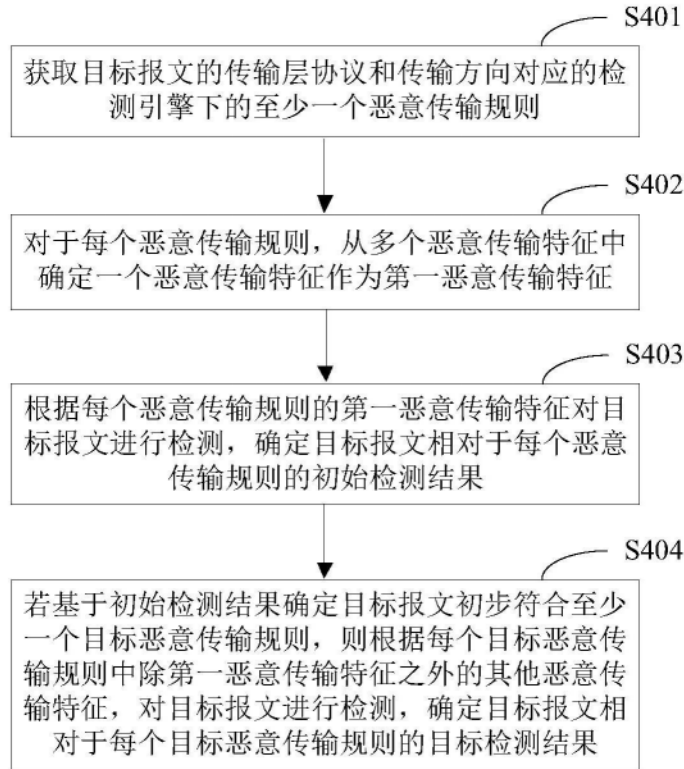 S401
获取目标报文的传输层协议和传输方向对应的检
测引擎下的至少一个恶意传输规则
S402
对于每个恶意传输规则，从多个恶意传输特征中
确定一个恶意传输特征作为第一恶意传输特征
S403
根据每个恶意传输规则的第一恶意传输特征对目
标报文进行检测，确定目标报文相对于每个恶意
传输规则的初始检测结果
S404
若基于初始检测结果确定目标报文初步符合至少
一个目标恶意传输规则，则根据每个目标恶意传
输规则中除第一恶意传输特征之外的其他恶意传
输特征，对目标报文进行检测，确定目标报文相
对于每个目标恶意传输规则的目标检测结果